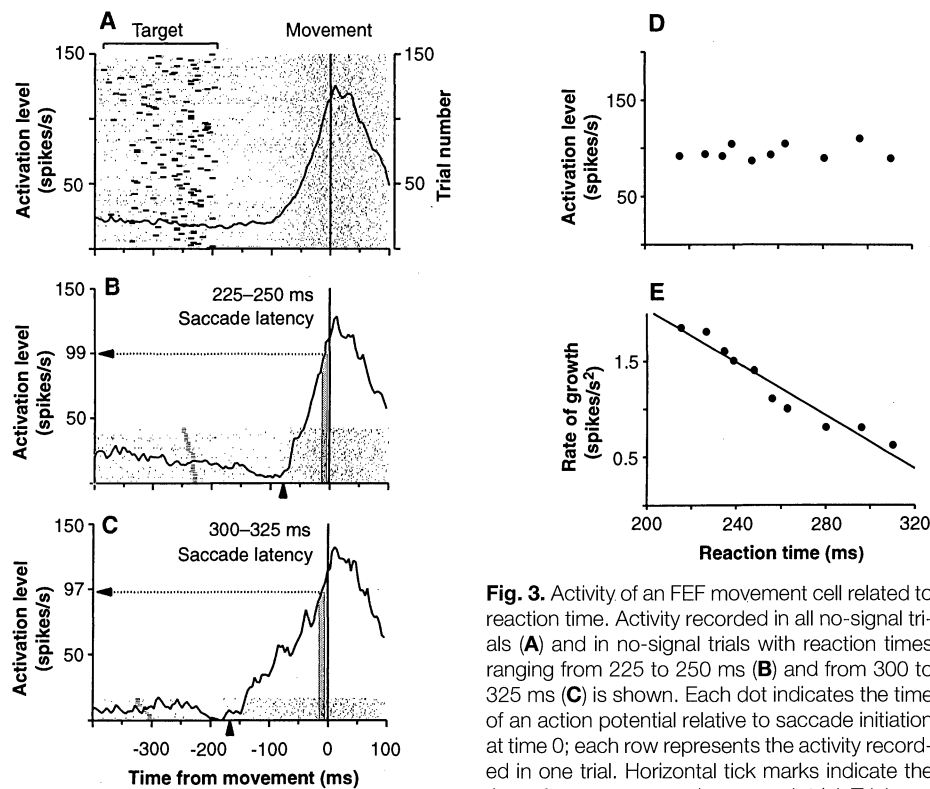 A
Target
Movement
150
50
Activation level
(spikes/s)
150
50
Trial number
B
225–250 ms
Saccade latency
150
99
50
Activation level
(spikes/s)
C
300–325 ms
Saccade latency
150
97
50
Activation level
(spikes/s)
-300 -200 -100 0 100
Time from movement (ms)
D
150
50
Activation level
(spikes/s)
E
1.5
0.5
Rate of growth
(spikes/s²)
200 240 280 320
Reaction time (ms)
Fig. 3. Activity of an FEF movement cell related to
reaction time. Activity recorded in all no-signal tri-
als (A) and in no-signal trials with reaction times
ranging from 225 to 250 ms (B) and from 300 to
325 ms (C) is shown. Each dot indicates the time
of an action potential relative to saccade initiation
at time 0; each row represents the activity record-
ed in one trial. Horizontal tick marks indicate the